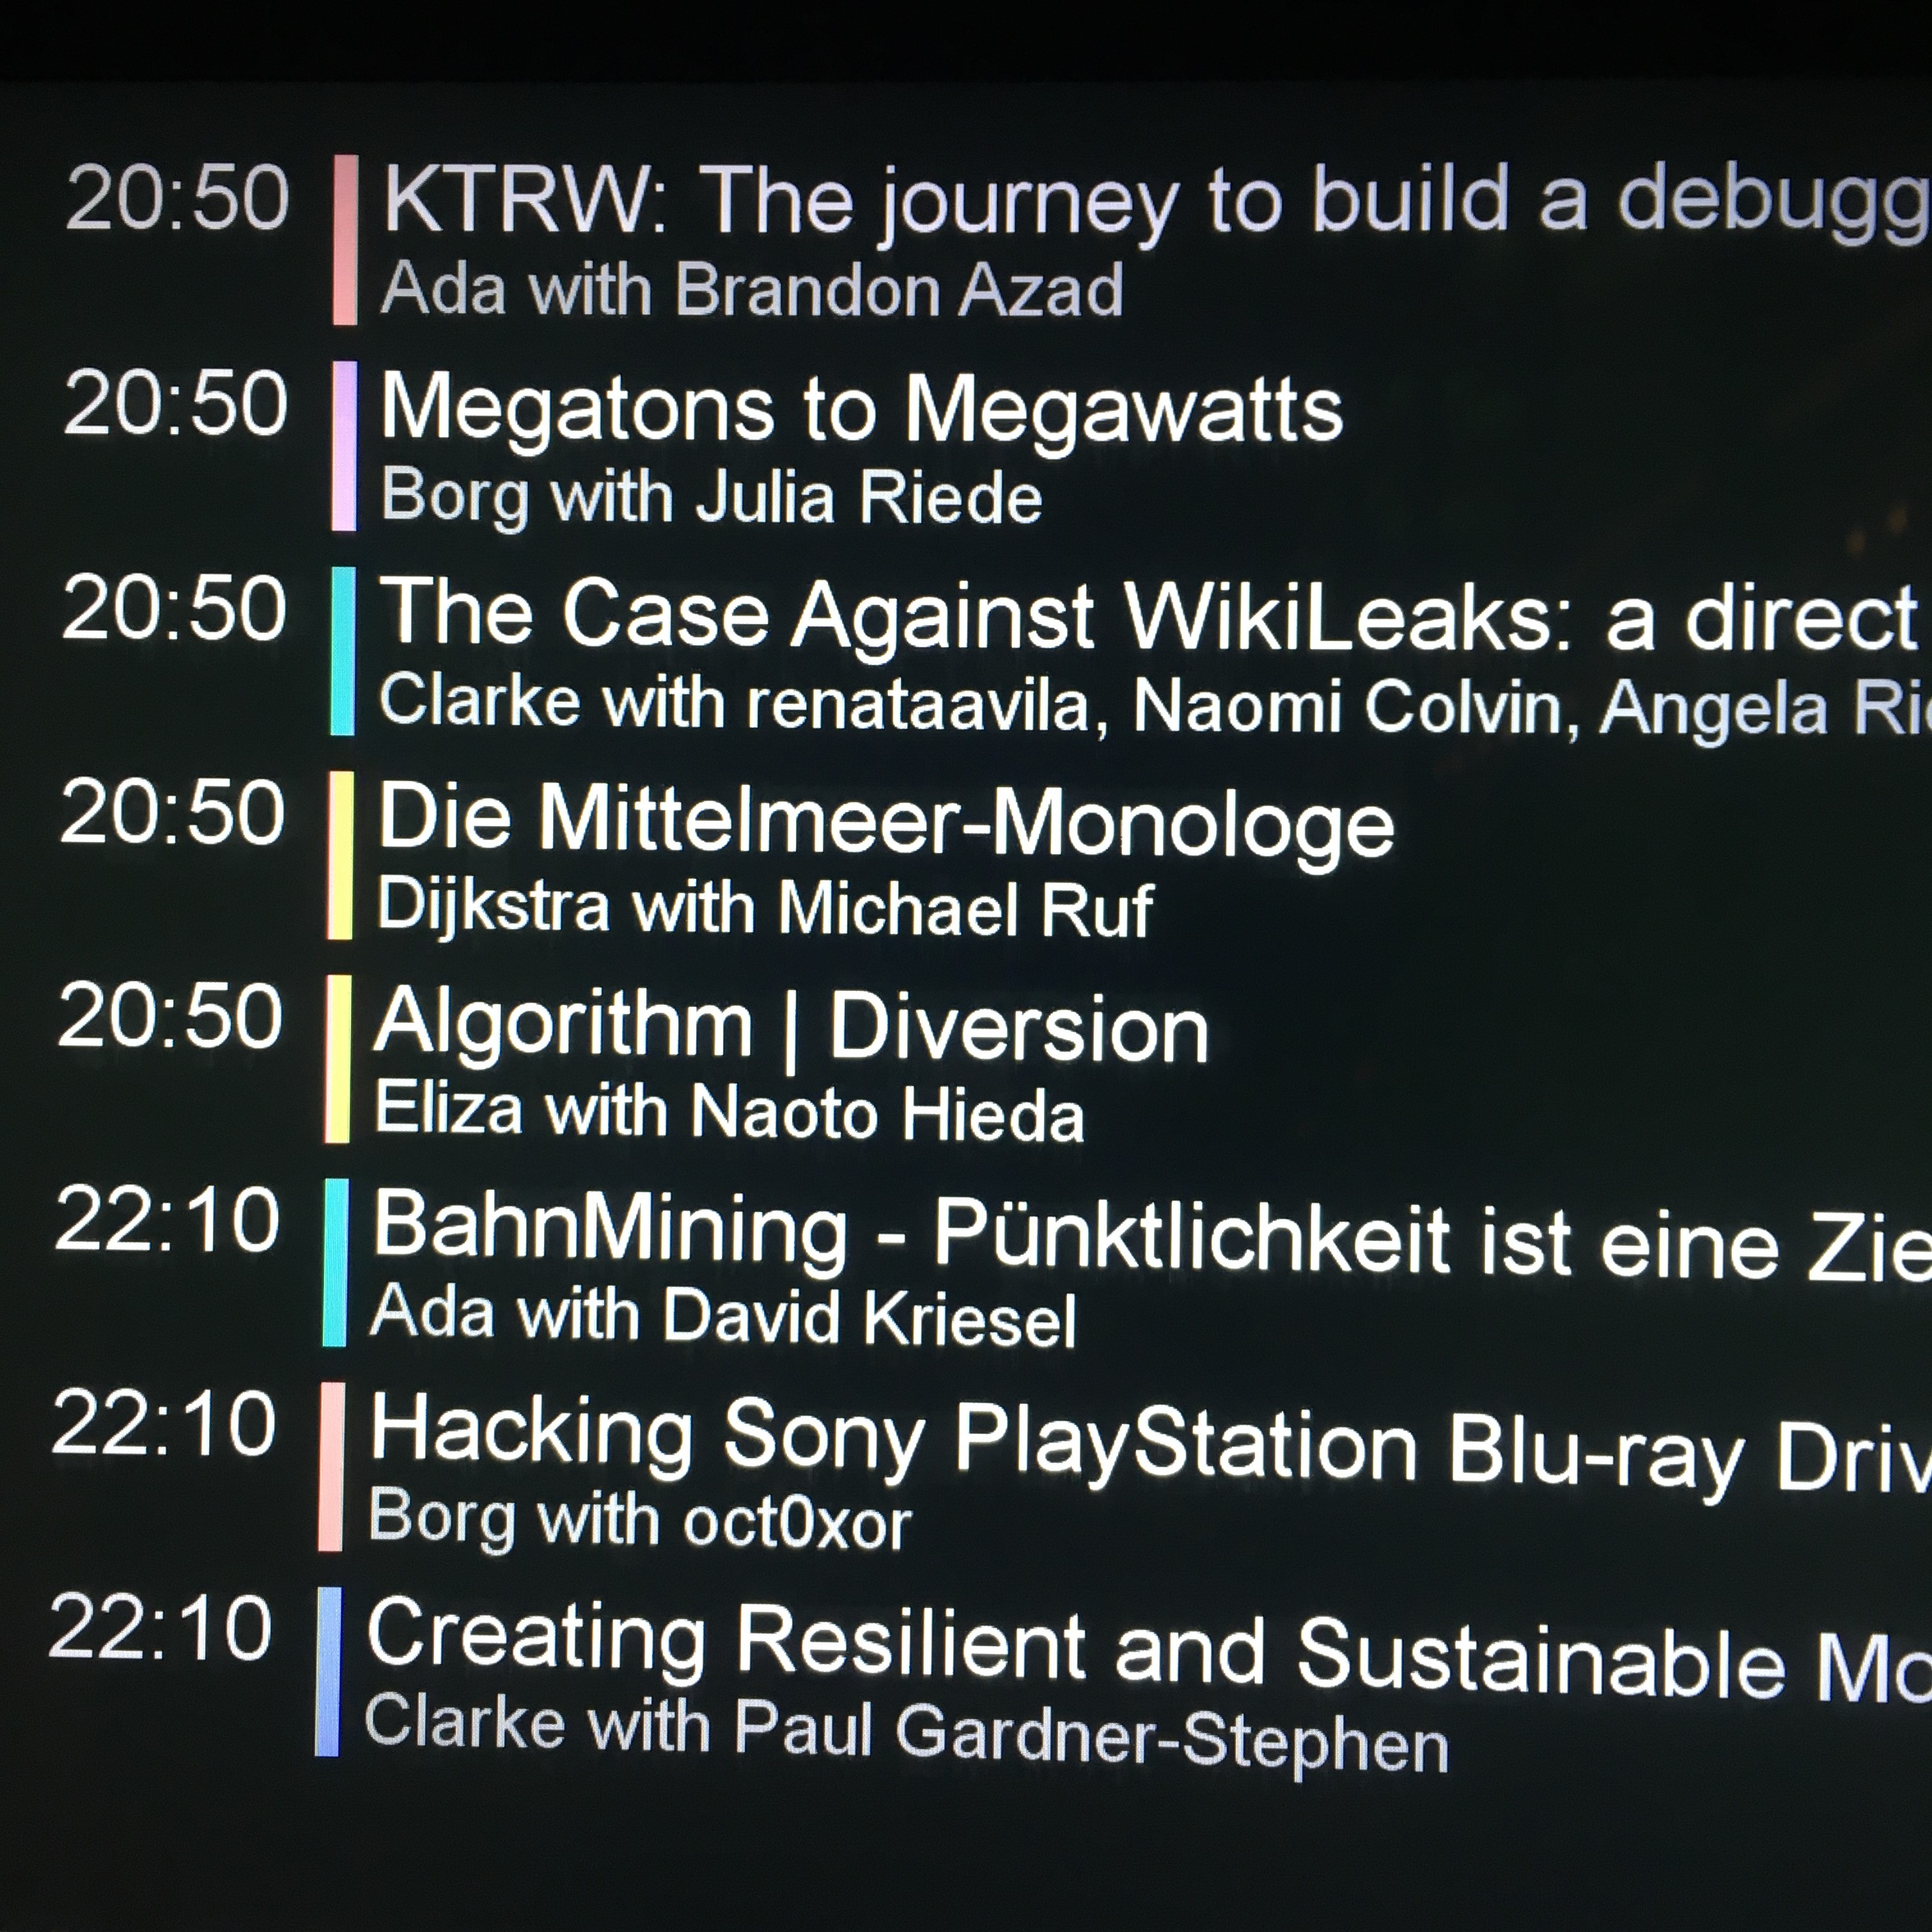 20:50 KTRW: The journey to build a debugg
Ada with Brandon Azad
20:50 Megatons to Megawatts
Borg with Julia Riede
20:50 The Case Against WikiLeaks: a direct
Clarke with renataavila, Naomi Colvin, Angela Ric
20:50 Die Mittelmeer-Monologe
Dijkstra with Michael Ruf
20:50 Algorithm | Diversion
Eliza with Naoto Hieda
22:10 BahnMining - Pünktlichkeit ist eine Zie
Ada with David Kriesel
22:10 Hacking Sony PlayStation Blu-ray Driv
Borg with oct0xor
22:10 Creating Resilient and Sustainable Mo
Clarke with Paul Gardner-Stephen